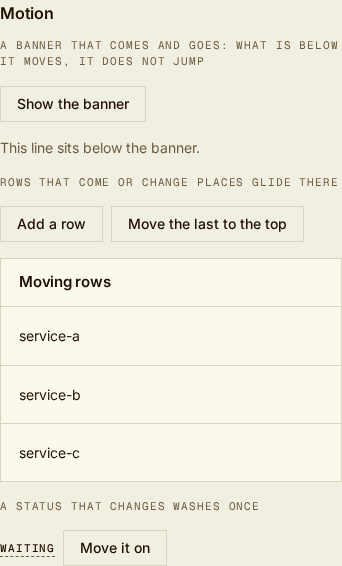 Motion
A BANNER THAT COMES AND GOES: WHAT IS BELOW
IT MOVES, IT DOES NOT JUMP
Show the banner
This line sits below the banner.
ROWS THAT COME OR CHANGE PLACES GLIDE THERE
Add a row Move the last to the top
Moving rows
service-a
service-b
service-c
A STATUS THAT CHANGES WASHES ONCE
WAITING Move it on